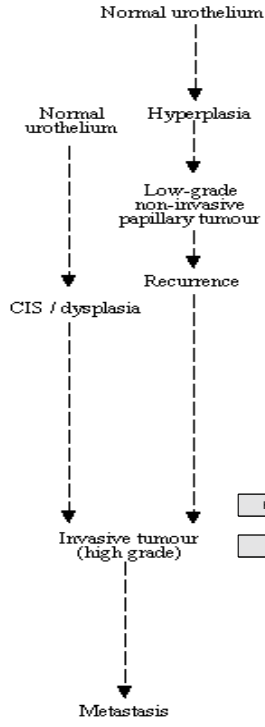 Normal urothelium
Normal
urothelium
Hyperplasia
Low-grade
non-invasive
papillary tumour
Recurrence
CIS / dysplasia
Invasive tumour
(high grade)
Metastasis